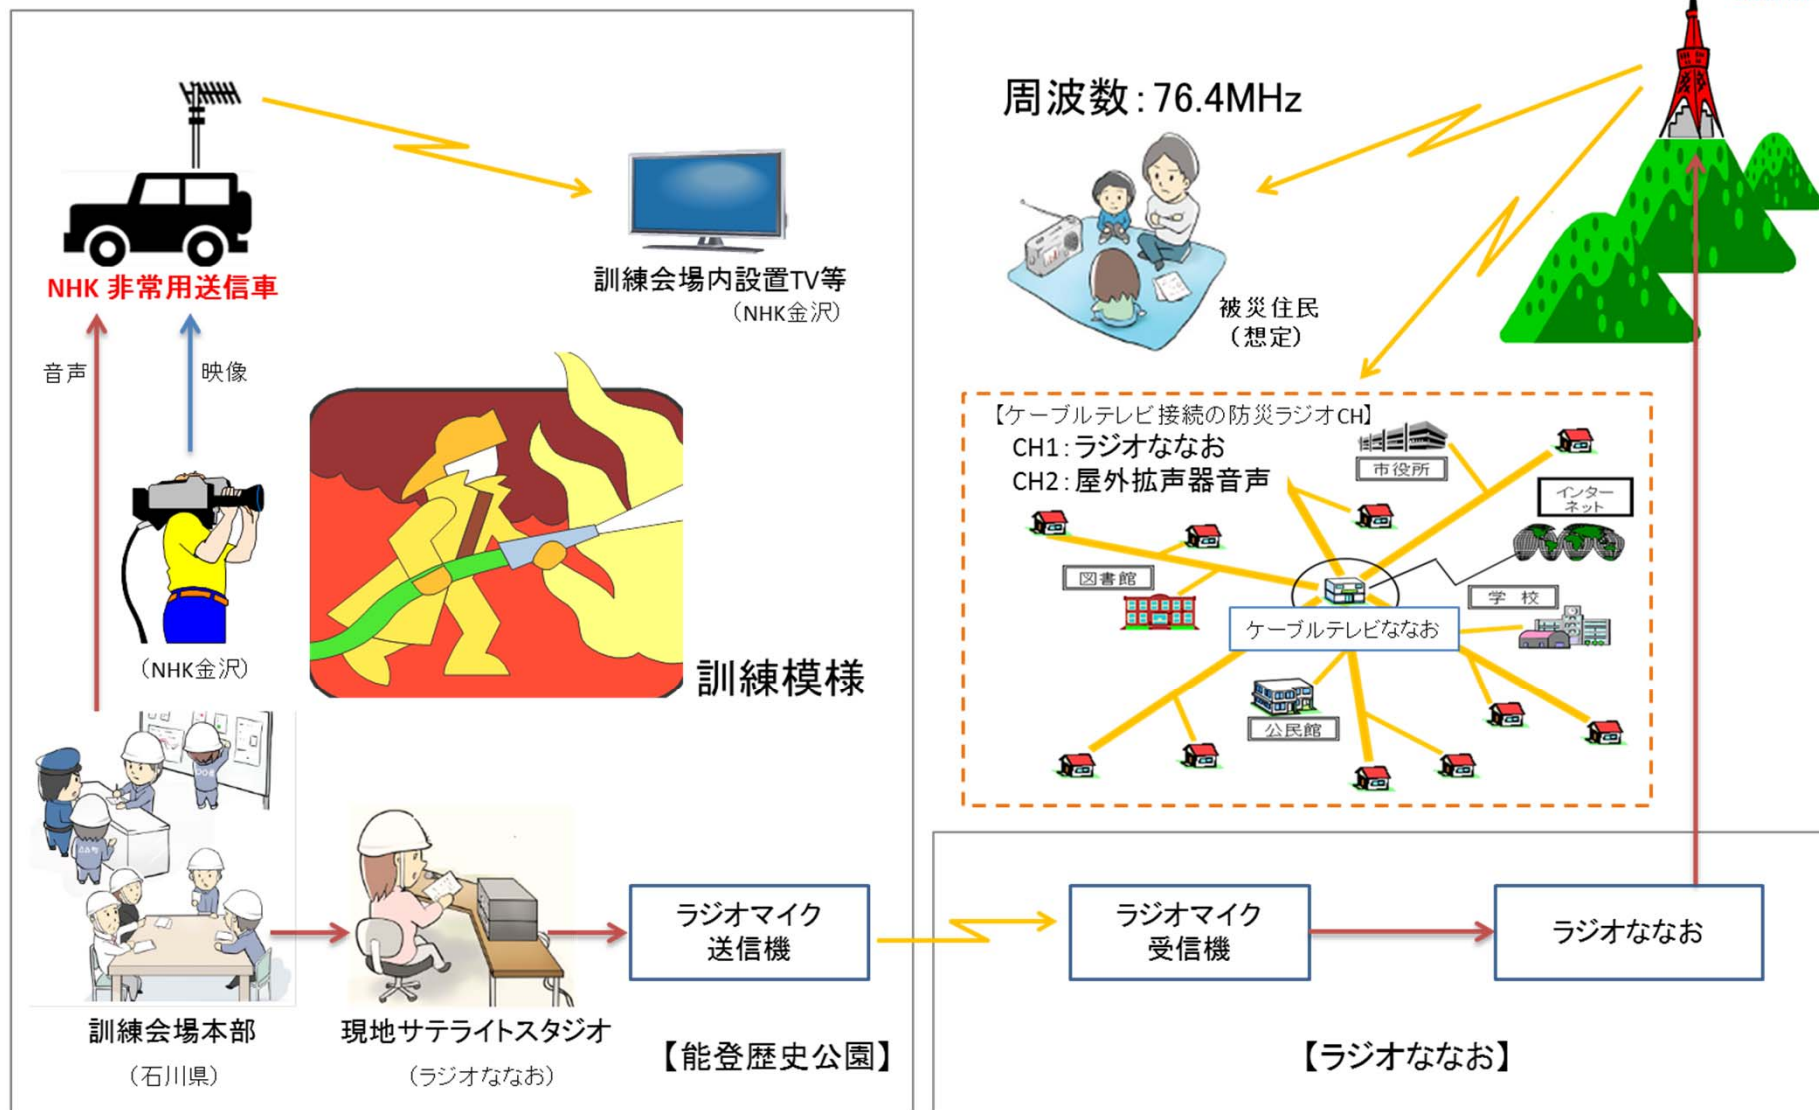 NHK 非常用送信車
訓練会場内設置TV等
（NHK金沢）
音声
映像
（NHK金沢）
訓練模様
訓練会場本部
（石川県）
現地サテライトスタジオ
（ラジオななお）
ラジオマイク
送信機
【能登歴史公園】
周波数：76.4MHz
被災住民
（想定）
【ケーブルテレビ接続の防災ラジオCH】
CH1：ラジオななお
CH2：屋外拡声器音声
市役所
インター
ネット
図書館
学 校
ケーブルテレビななお
公民館
ラジオマイク
受信機
ラジオななお
【ラジオななお】